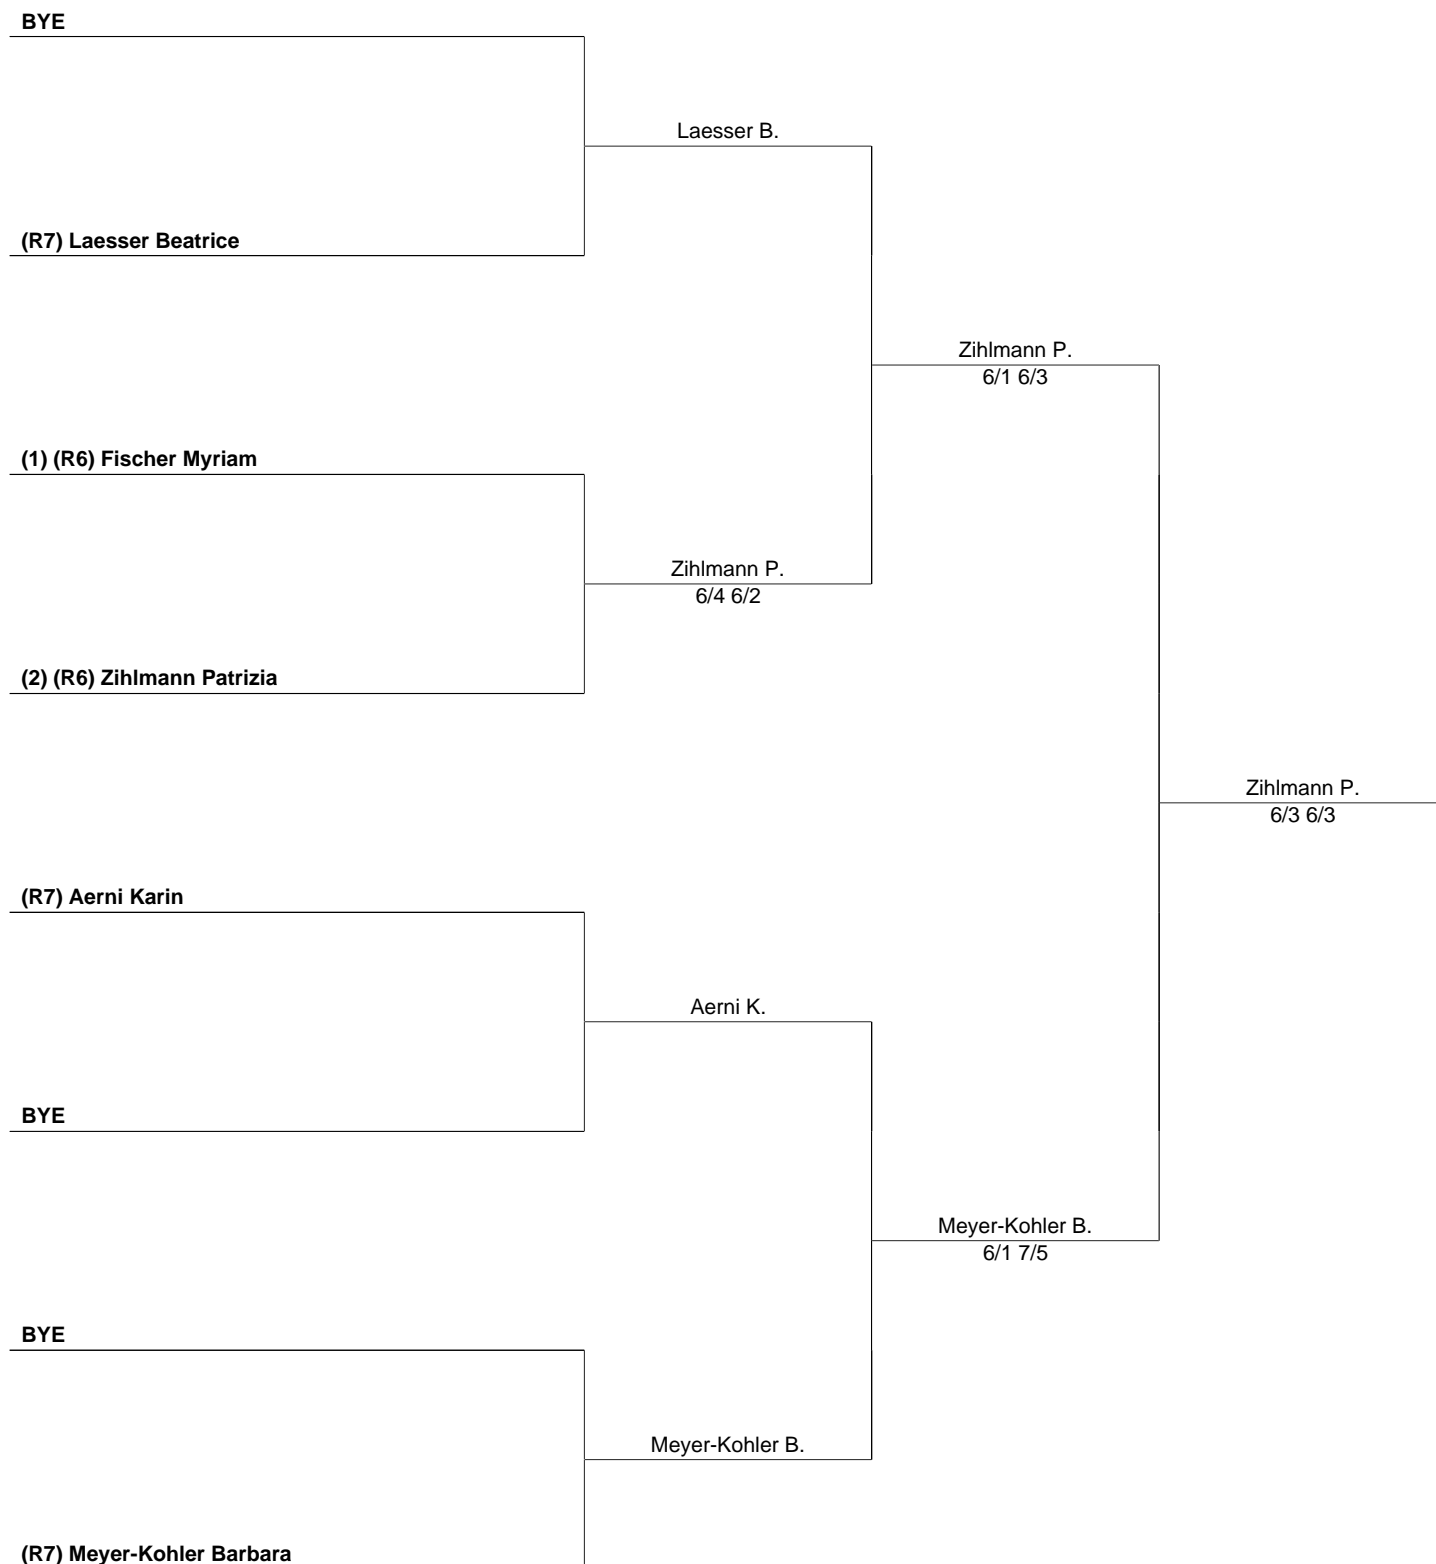 BYE
Laesser B.
(R7) Laesser Beatrice
Zihlmann P.
6/1 6/3
(1) (R6) Fischer Myriam
Zihlmann P.
6/4 6/2
(2) (R6) Zihlmann Patrizia
Zihlmann P.
6/3 6/3
(R7) Aerni Karin
Aerni K.
BYE
Meyer-Kohler B.
6/1 7/5
BYE
Meyer-Kohler B.
(R7) Meyer-Kohler Barbara